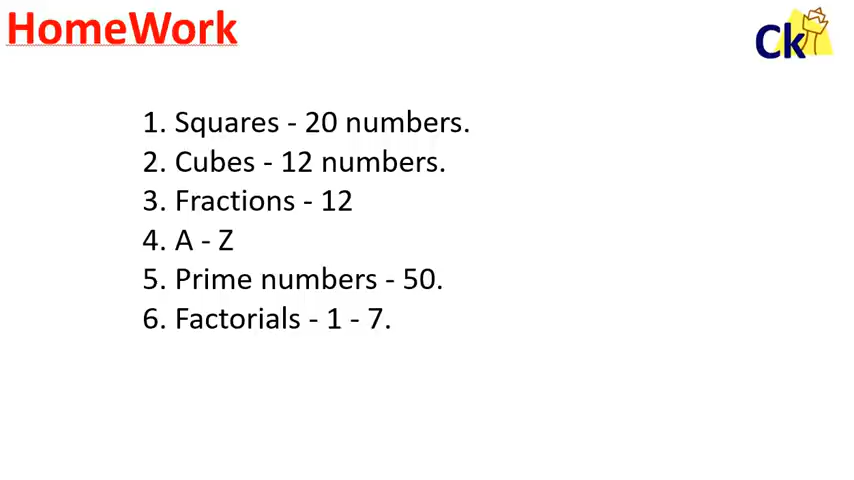 HomeWork
Ck
1. Squares - 20 numbers.
2. Cubes - 12 numbers.
3. Fractions - 12
4. A - Z
5. Prime numbers - 50.
6. Factorials - 1 - 7.